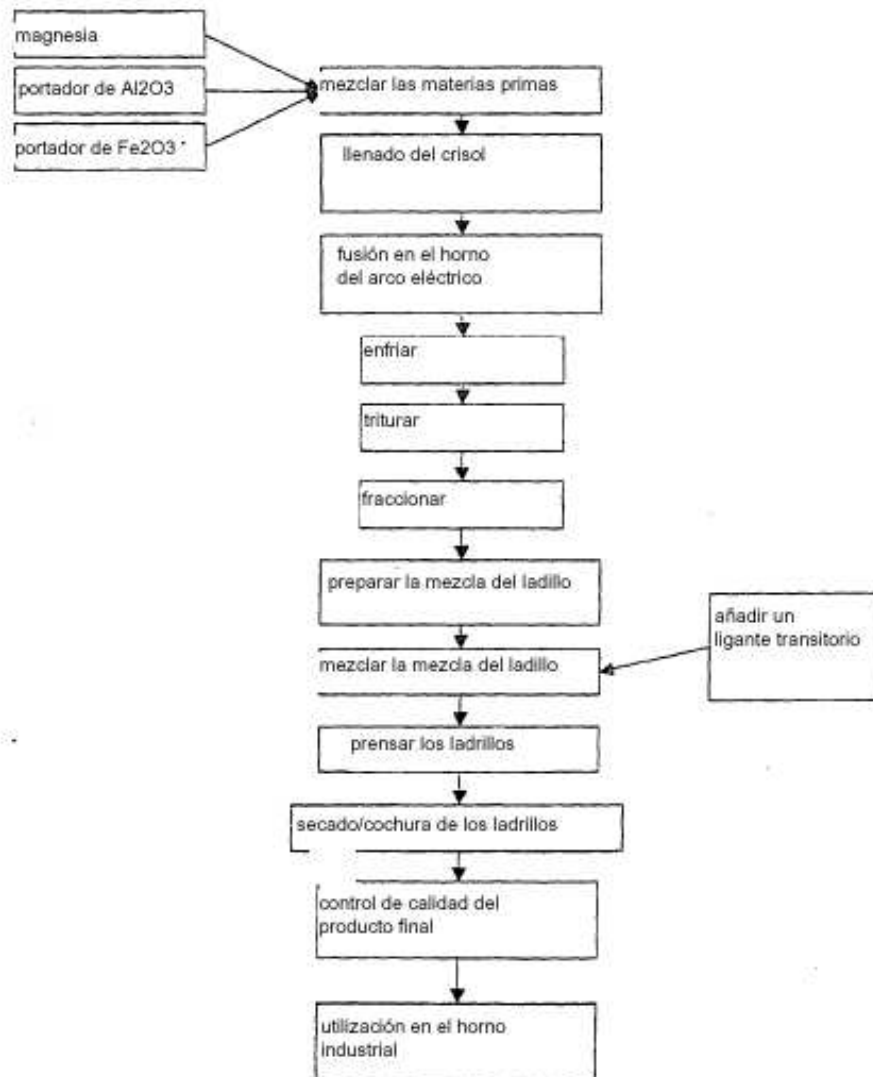 magnesia
portador de Al2O3
portador de Fe2O3
mezclar las materias primas
llenado del crisol
fusión en el horno
del arco eléctrico
enfriar
triturar
fraccionar
preparar la mezcla del ladillo
mezclar la mezcla del ladillo
añadir un
ligante transitorio
prensar los ladrillos
secado/cochura de los ladrillos
control de calidad del
producto final
utilización en el horno
industrial